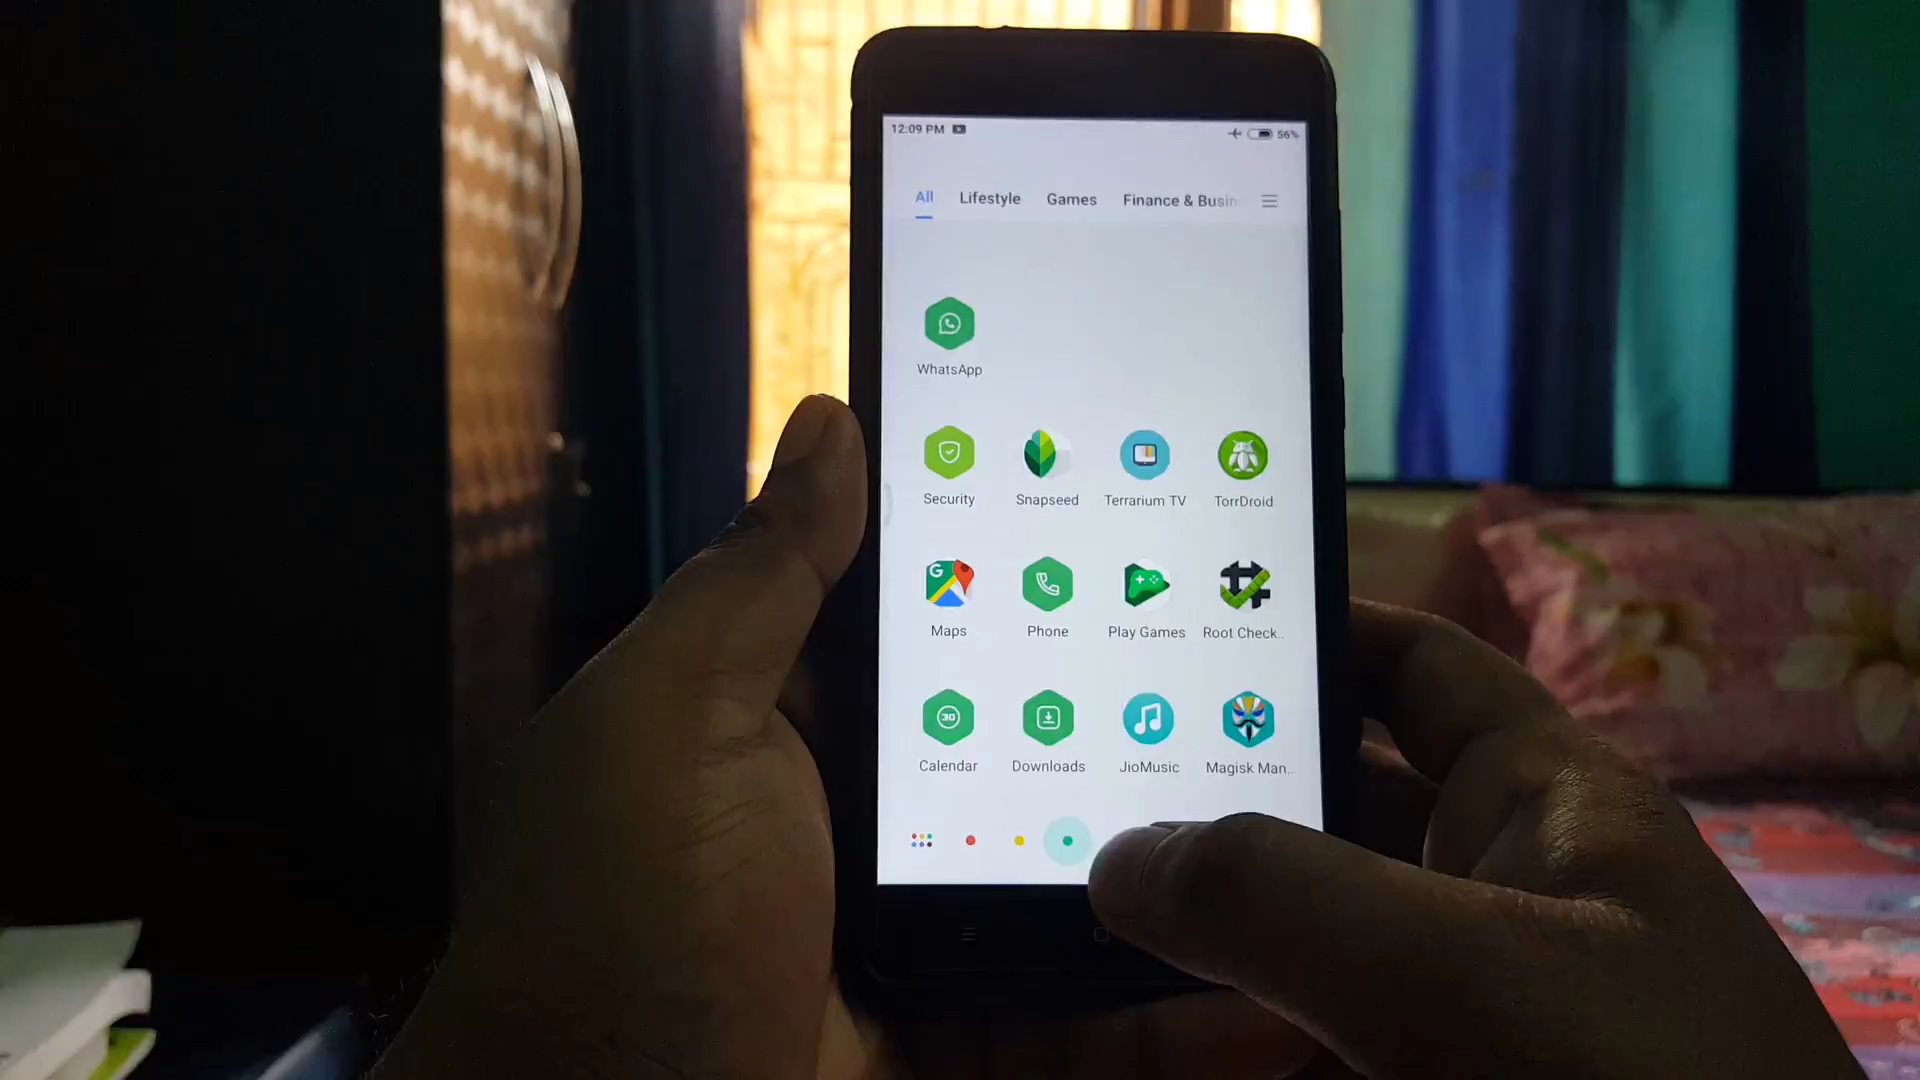 12:09 PM 56%
All Lifestyle Games Finance & Busin
WhatsApp
Security Snapseed Terrarium TV TorrDroid
G
Maps Phone Play Games Root Check..
30
Calendar Downloads JioMusic Magisk Man..